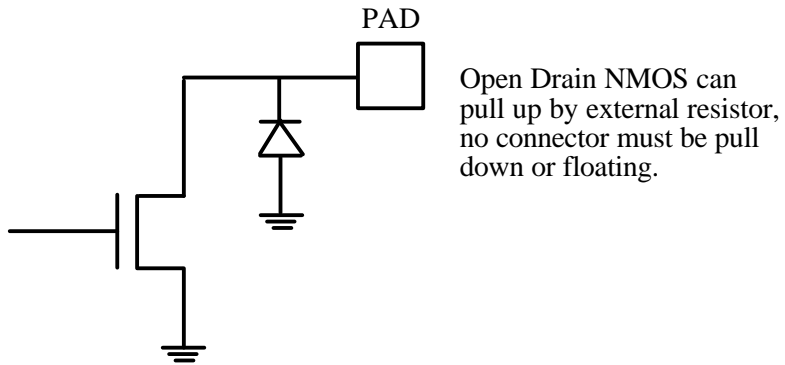 PAD
Open Drain NMOS can
pull up by external resistor,
no connector must be pull
down or floating.